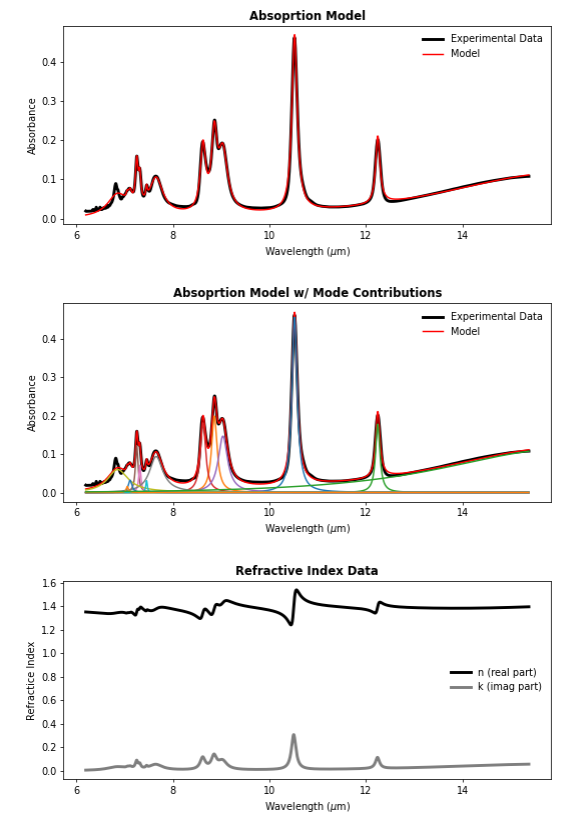 Absoprtion Model
Absorbance
0.4
0.3
0.2
0.1
0.0
Experimental Data
Model
6
8
10
12
14
Wavelength (μm)
Absoprtion Model w/ Mode Contributions
Absorbance
0.4
0.3
0.2
0.1
0.0
Experimental Data
Model
6
8
10
12
14
Wavelength (μm)
Refractive Index Data
Refractice Index
1.6
1.4
1.2
1.0
0.8
0.6
0.4
0.2
0.0
n (real part)
k (imag part)
6
8
10
12
14
Wavelength (μm)